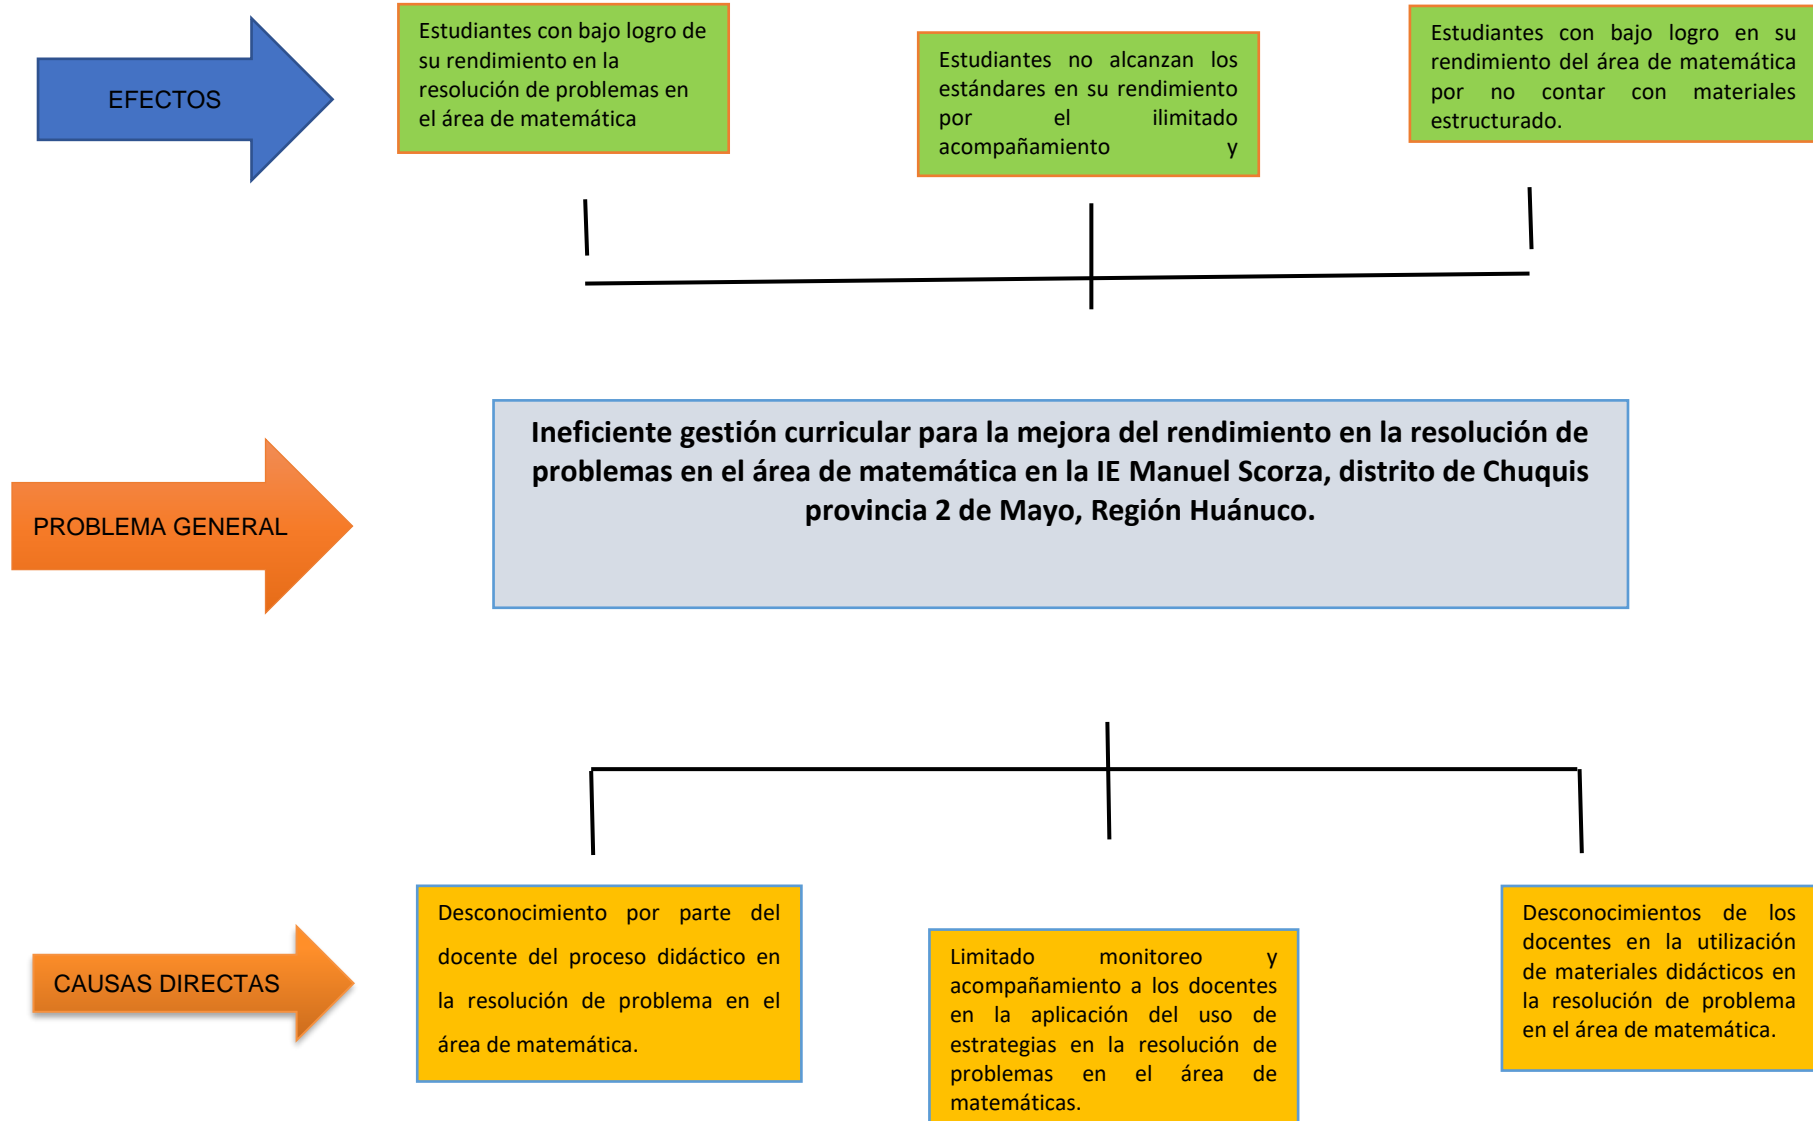 EFECTOS
Estudiantes con bajo logro de
su rendimiento en la
resolución de problemas en
el área de matemática
Estudiantes no alcanzan los
estándares en su rendimiento
por el ilimitado
acompañamiento y
Estudiantes con bajo logro en su
rendimiento del área de matemática
por no contar con materiales
estructurado.
PROBLEMA GENERAL
Ineficiente gestión curricular para la mejora del rendimiento en la resolución de
problemas en el área de matemática en la IE Manuel Scorza, distrito de Chuquis
provincia 2 de Mayo, Región Huánuco.
CAUSAS DIRECTAS
Desconocimiento por parte del
docente del proceso didáctico en
la resolución de problema en el
área de matemática.
Limitado monitoreo y
acompañamiento a los docentes
en la aplicación del uso de
estrategias en la resolución de
problemas en el área de
matemáticas.
Desconocimientos de los
docentes en la utilización
de materiales didácticos en
la resolución de problema
en el área de matemática.